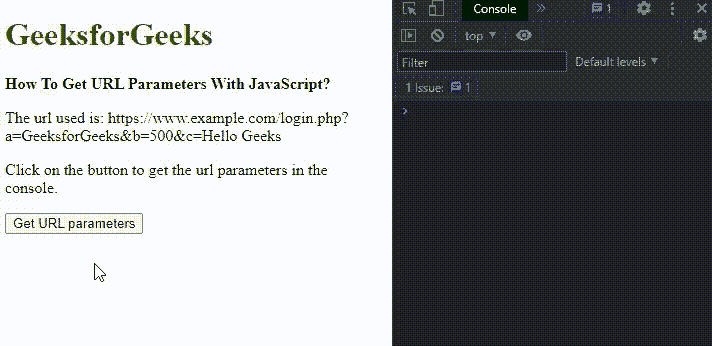 GeeksforGeeks
How To Get URL Parameters With JavaScript?
The url used is: https://www.example.com/login.php?
a=GeeksforGeeks&b=500&c=Hello Geeks
Click on the button to get the url parameters in the
console.
Get URL parameters
Console » 1
top
Filter Default levels
1 Issue: 1